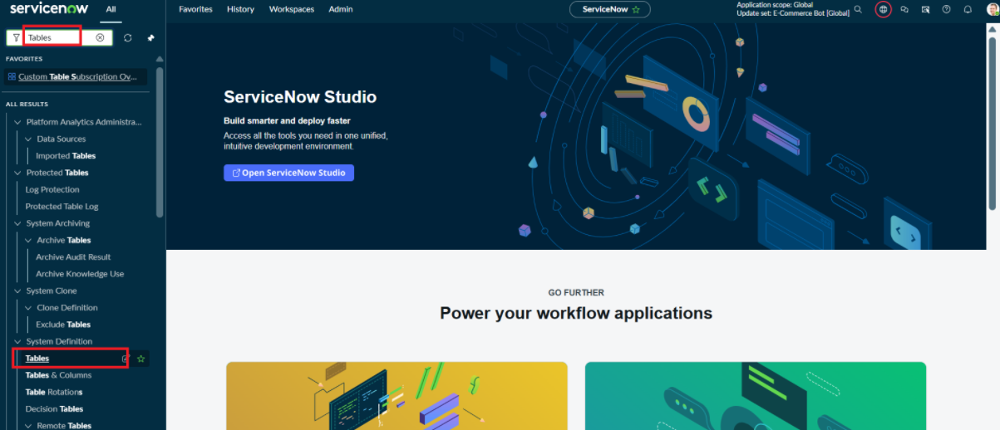 servicenow
All
Favorites
History
Workspaces
Admin
ServiceNow
Application scope: Global
Update set: E-Commerce Bot [Global]
Tables
FAVORITES
Custom Table Subscription Ov...
ALL RESULTS
Platform Analytics Administra...
Data Sources
Imported Tables
Protected Tables
Log Protection
Protected Table Log
System Archiving
Archive Tables
Archive Audit Result
Archive Knowledge Use
System Clone
Clone Definition
Exclude Tables
System Definition
Tables
Tables & Columns
Table Rotations
Decision Tables
Remote Tables
ServiceNow Studio
Build smarter and deploy faster
Access all the tools you need in one unified,
intuitive development environment.
Open ServiceNow Studio
GO FURTHER
Power your workflow applications